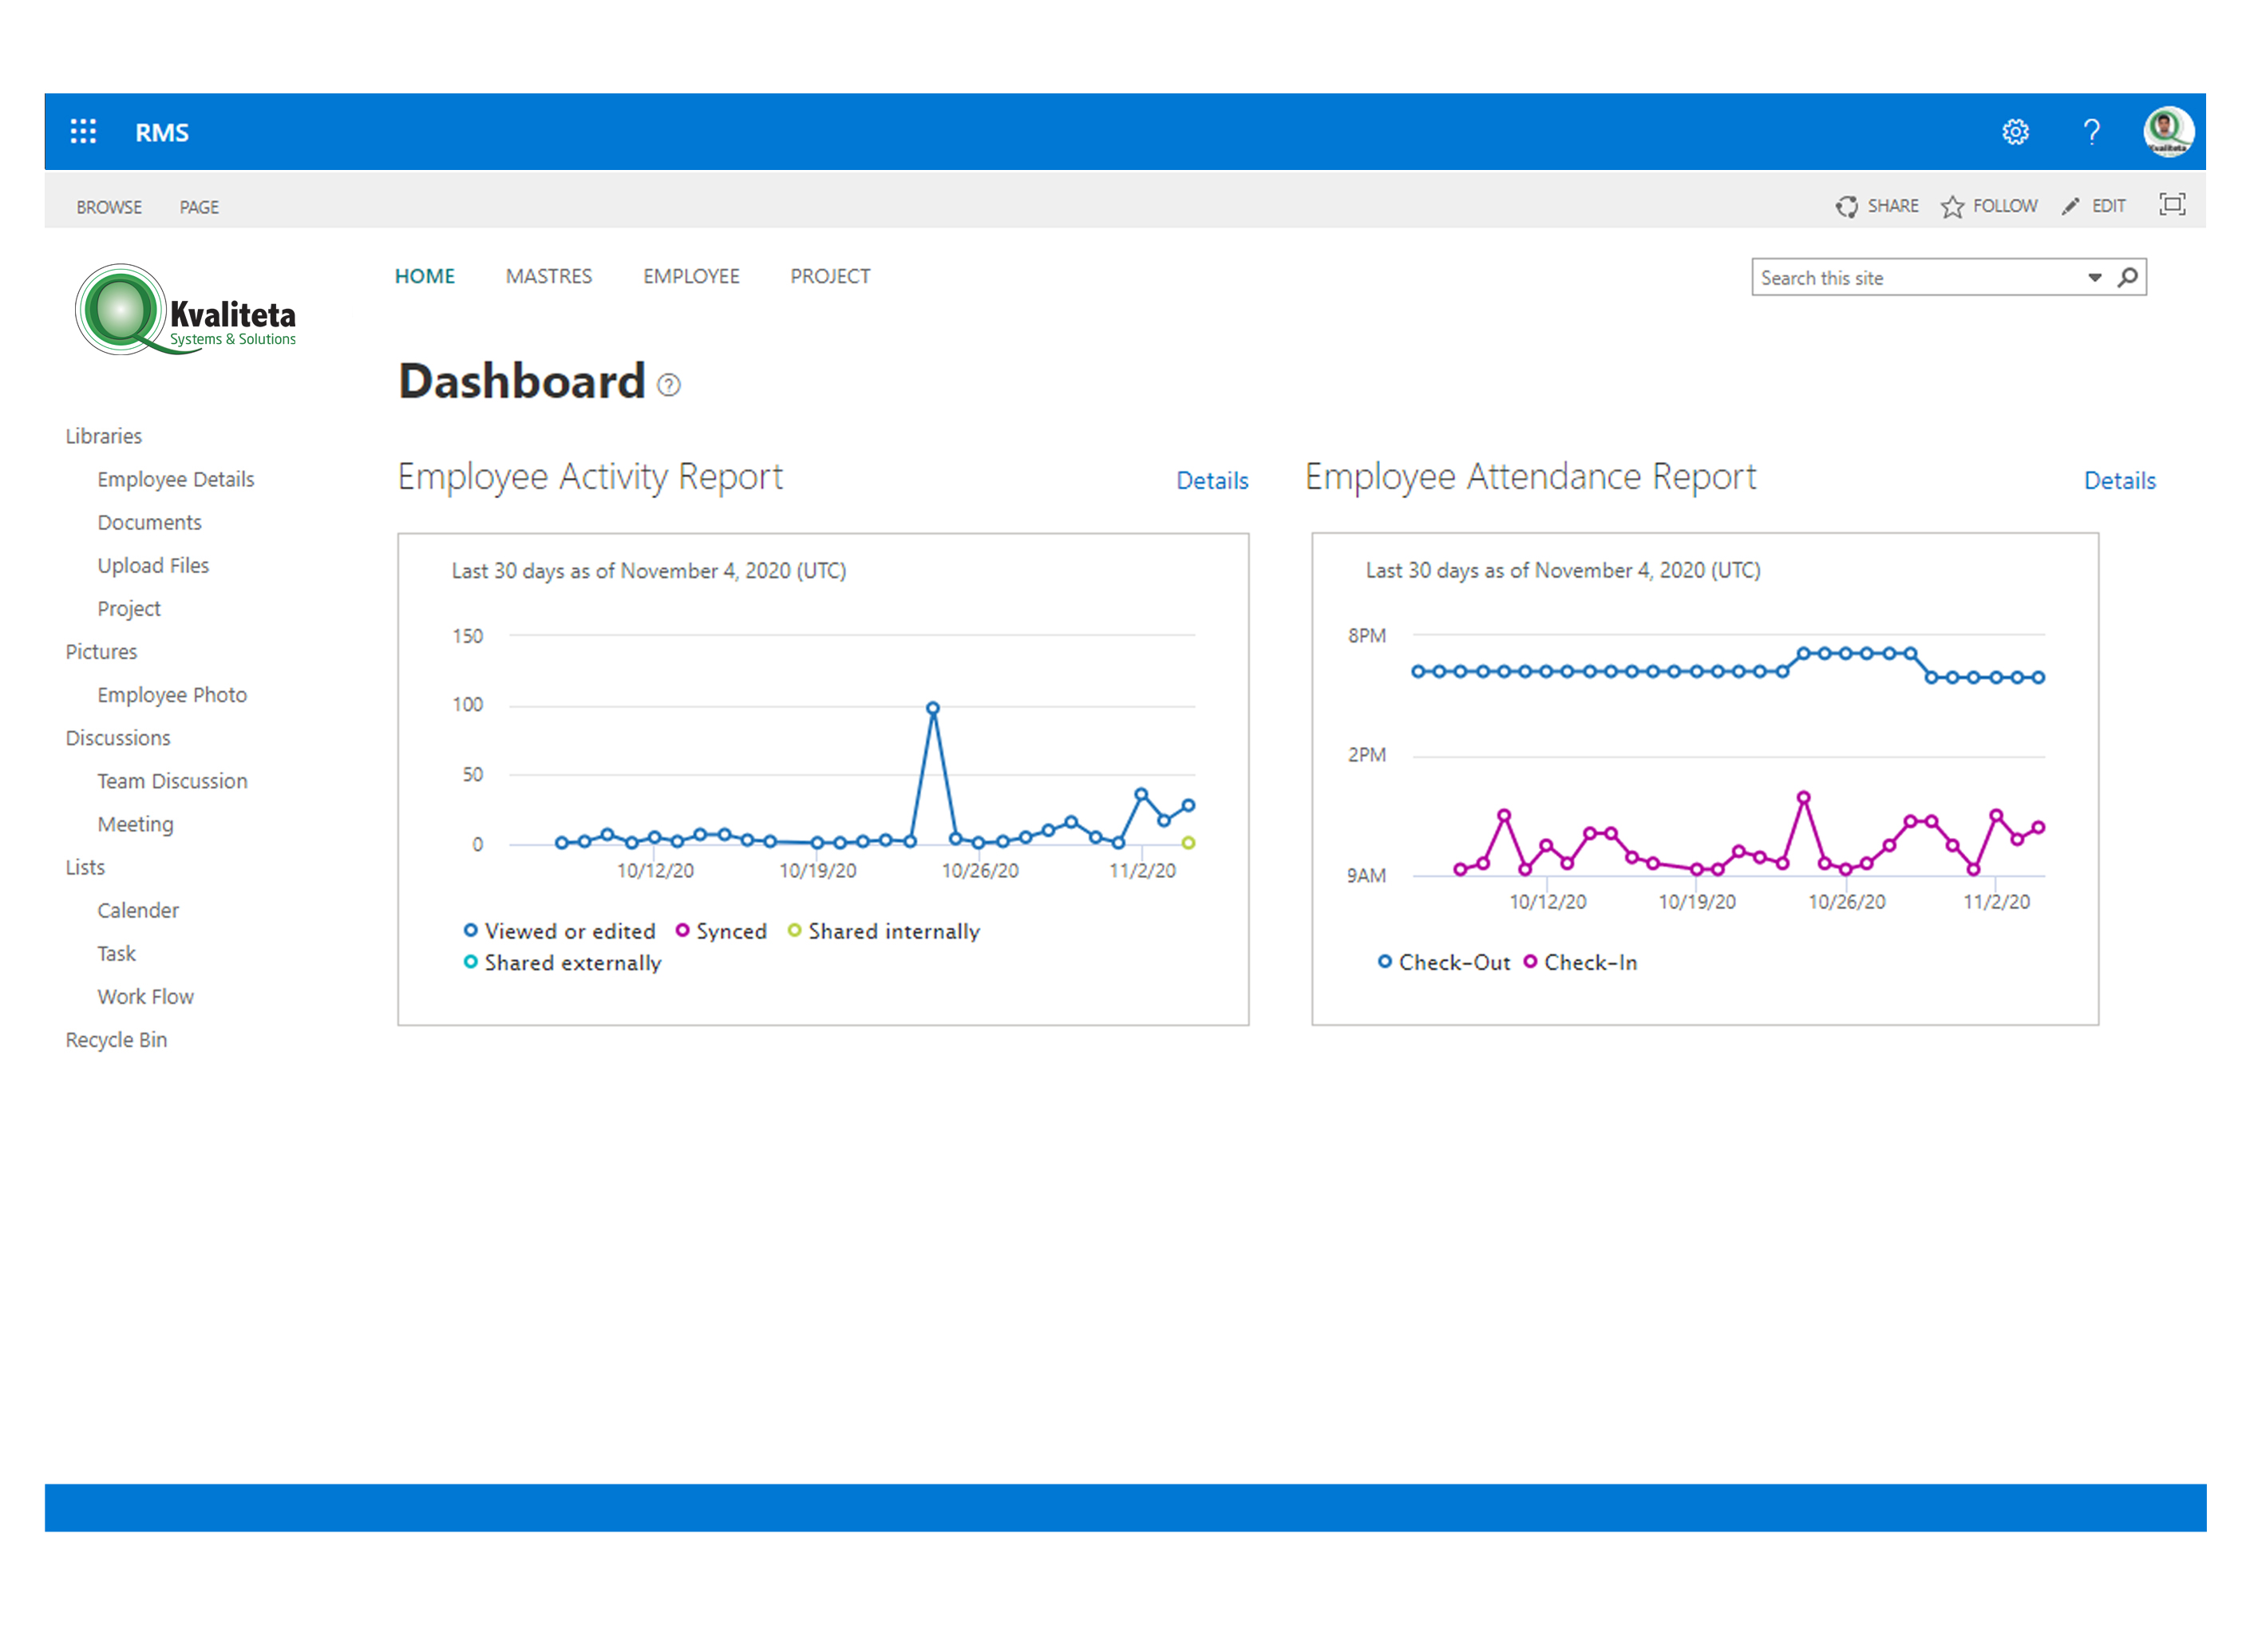 RMS
BROWSE PAGE SHARE FOLLOW EDIT
Kvaliteta
Systems & Solutions
HOME MASTRES EMPLOYEE PROJECT
Search this site
Dashboard
Libraries
Employee Details
Documents
Upload Files
Project
Pictures
Employee Photo
Discussions
Team Discussion
Meeting
Lists
Calender
Task
Work Flow
Recycle Bin
Employee Activity Report Details
Last 30 days as of November 4, 2020 (UTC)
150
100
50
0
10/12/20 10/19/20 10/26/20 11/2/20
Viewed or edited Synced Shared internally
Shared externally
Employee Attendance Report Details
Last 30 days as of November 4, 2020 (UTC)
8PM
2PM
9AM
10/12/20 10/19/20 10/26/20 11/2/20
Check-Out Check-In